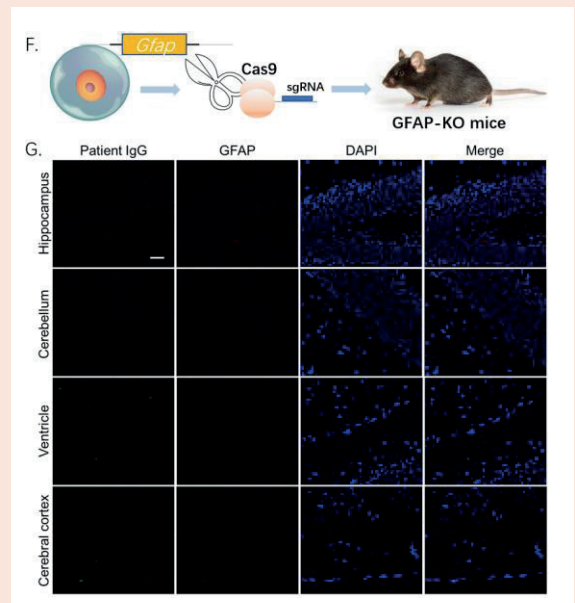 F.
Gfap
Cas9
sgRNA
GFAP-KO mice
G.
Patient IgG GFAP DAPI Merge
Hippocampus
Cerebellum
Ventricle
Cerebral cortex